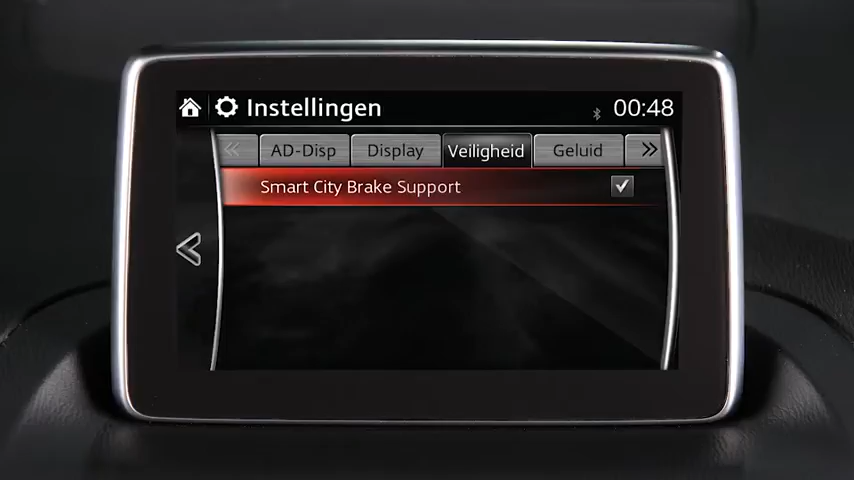 Instellingen 00:48
AD-Disp Display Veiligheid Geluid
Smart City Brake Support